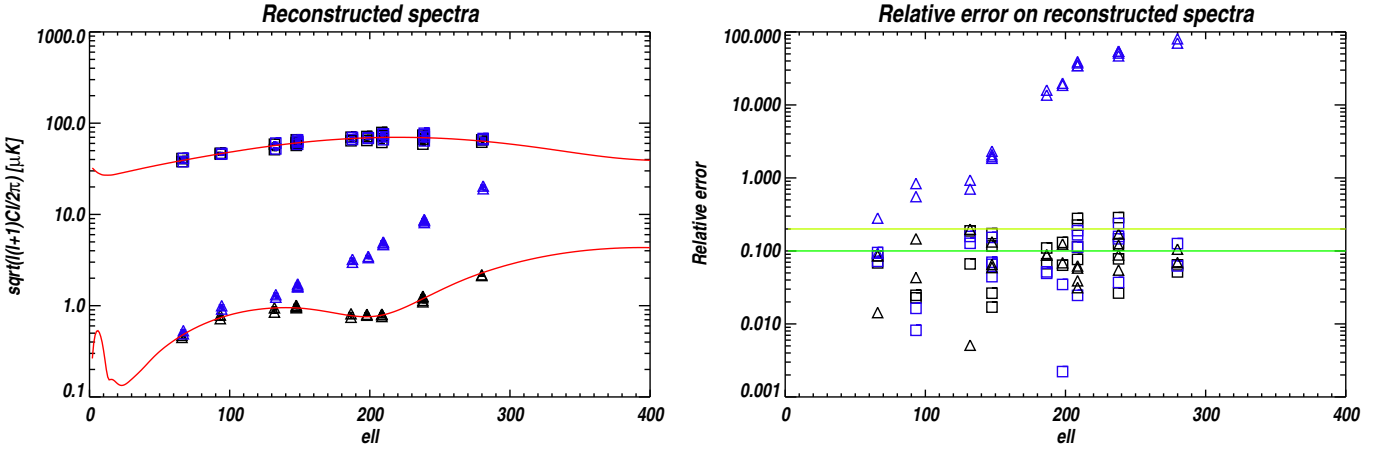 Reconstructed spectra
1000.0
100.0
10.0
1.0
0.1
sqrt(l(l+1)Cl/2π) [μK]
0 100 200 300 400
ell
Relative error on reconstructed spectra
100.000
10.000
1.000
0.100
0.010
0.001
Relative error
0 100 200 300 400
ell